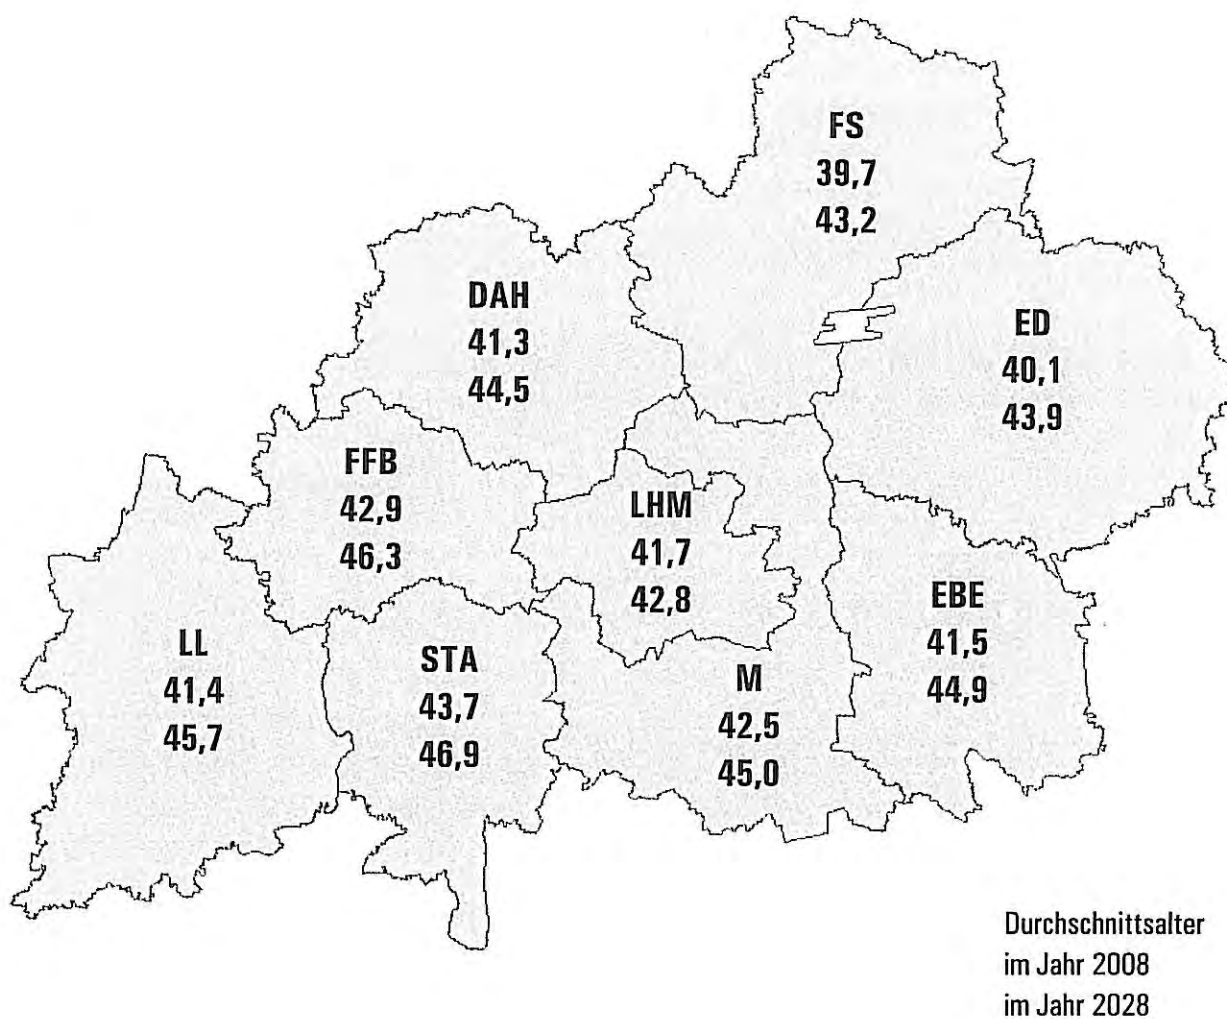 FS
39,7
43,2
DAH
41,3
44,5
ED
40,1
43,9
FFB
42,9
46,3
LHM
41,7
42,8
EBE
41,5
44,9
LL
41,4
45,7
STA
43,7
46,9
M
42,5
45,0
Durchschnittsalter
im Jahr 2008
im Jahr 2028